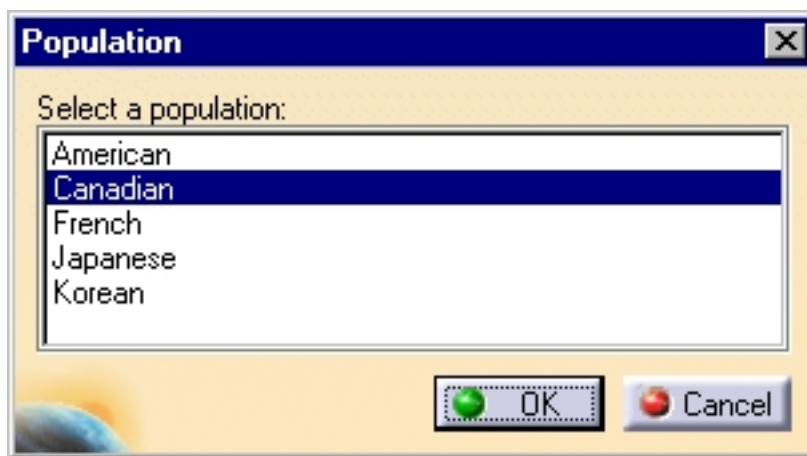 Population
Select a population:
American
Canadian
French
Japanese
Korean
OK
Cancel